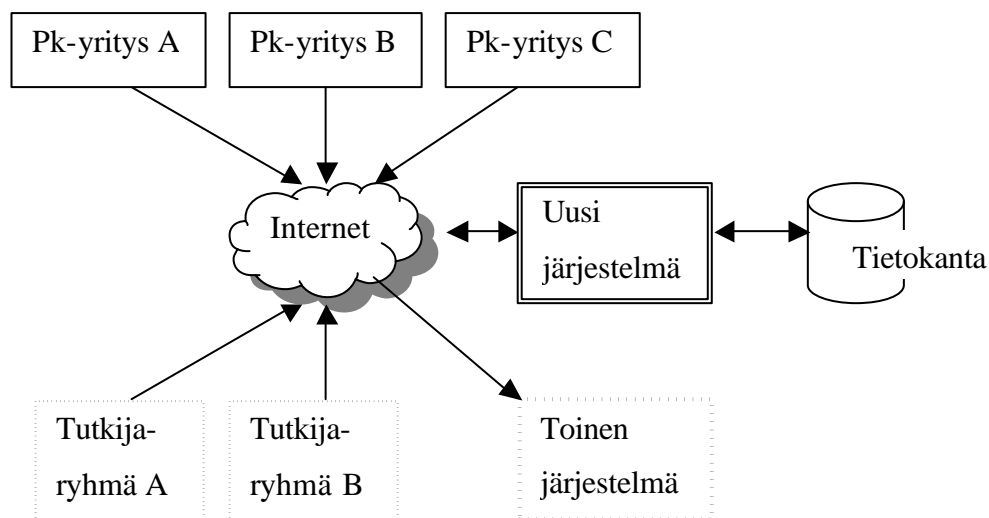 Pk-yritys A
Pk-yritys B
Pk-yritys C
Internet
Uusi
järjestelmä
Tietokanta
Tutkija-
ryhmä A
Tutkija-
ryhmä B
Toinen
järjestelmä